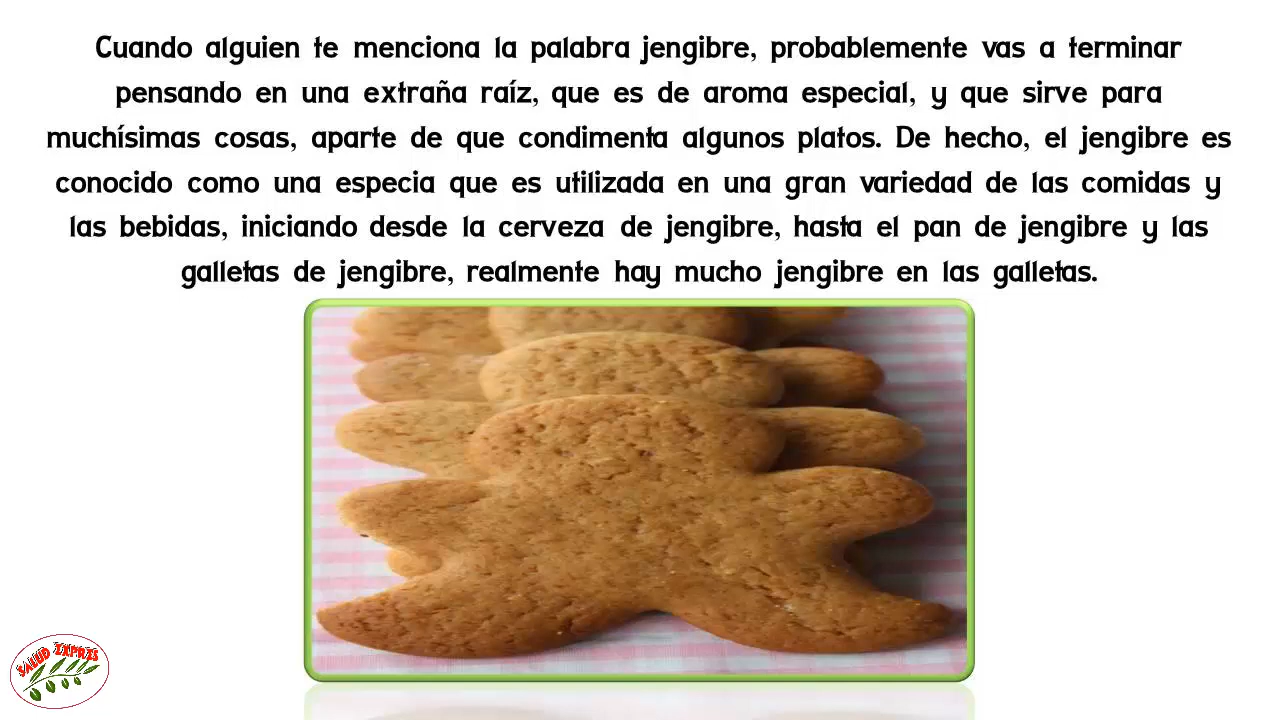 Cuando alguien te menciona la palabra jengibre, probablemente vas a terminar
pensando en una extraña raíz, que es de aroma especial, y que sirve para
muchísimas cosas, aparte de que condimenta algunos platos. De hecho, el jengibre es
conocido como una especia que es utilizada en una gran variedad de las comidas y
las bebidas, iniciando desde la cerveza de jengibre, hasta el pan de jengibre y las
galletas de jengibre, realmente hay mucho jengibre en las galletas.
SALUD EXPRES